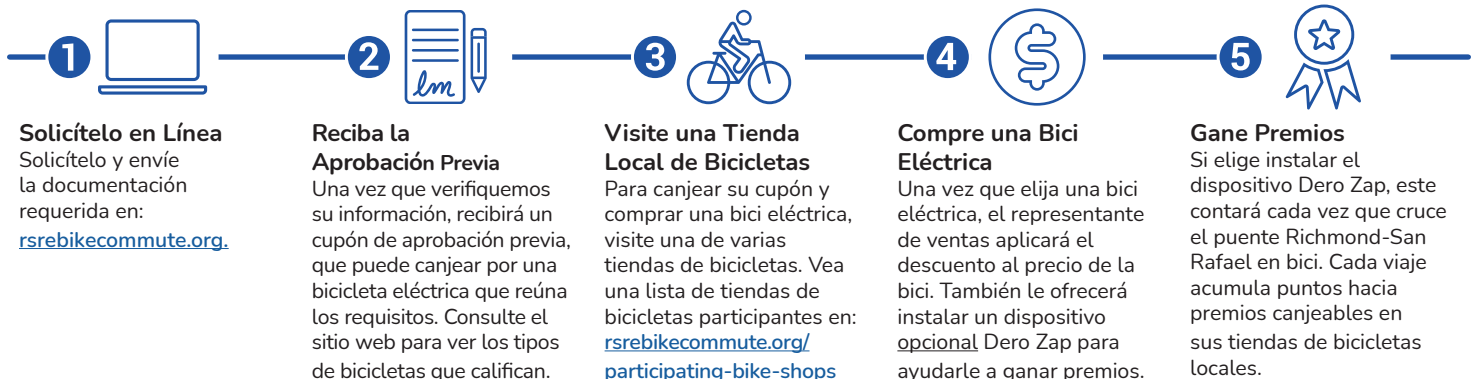 1
Solicítelo en Línea
Solicítelo y envíe
la documentación
requerida en:
rsrebikecommute.org.
2
Reciba la
Aprobación Previa
Una vez que verifiquemos
su información, recibirá un
cupón de aprobación previa,
que puede canjear por una
bicicleta eléctrica que reúna
los requisitos. Consulte el
sitio web para ver los tipos
de bicicletas que califican.
3
Visite una Tienda
Local de Bicicletas
Para canjear su cupón y
comprar una bici eléctrica,
visite una de varias
tiendas de bicicletas. Vea
una lista de tiendas de
bicicletas participantes en:
rsrebikecommute.org/
participating-bike-shops
4
$
Compre una Bici
Eléctrica
Una vez que elija una bici
eléctrica, el representante
de ventas aplicará el
descuento al precio de la
bici. También le ofrecerá
instalar un dispositivo
opcional Dero Zap para
ayudarle a ganar premios.
5
Gane Premios
Si elige instalar el
dispositivo Dero Zap, este
contará cada vez que cruce
el puente Richmond-San
Rafael en bici. Cada viaje
acumula puntos hacia
premios canjeables en
sus tiendas de bicicletas
locales.